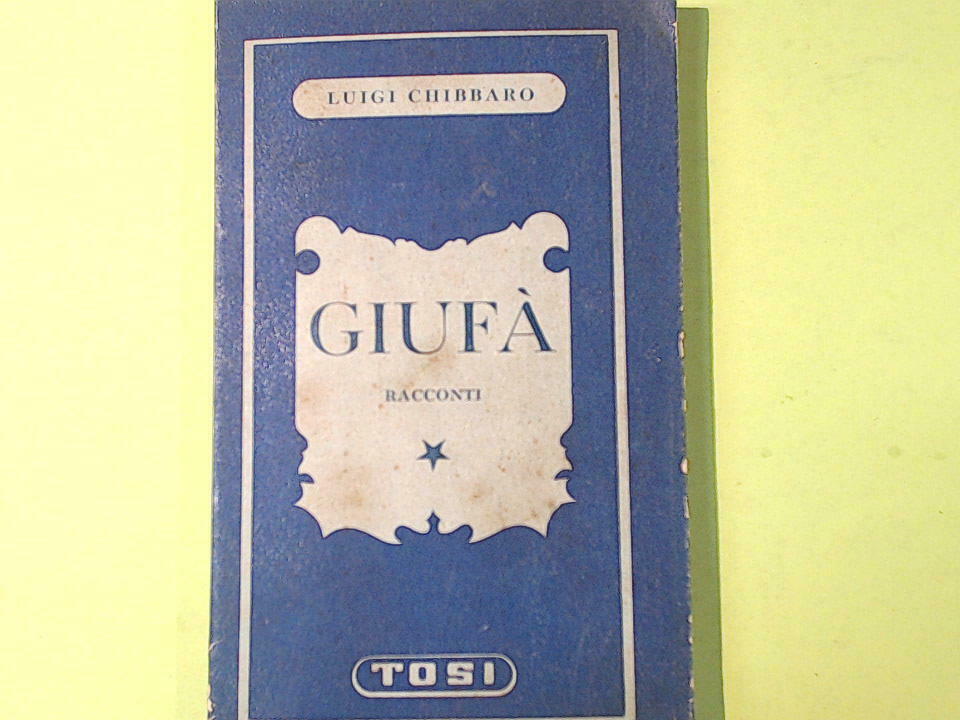 LUIGI CHIBBARO
GIUFÀ
RACCONTI
TOSI